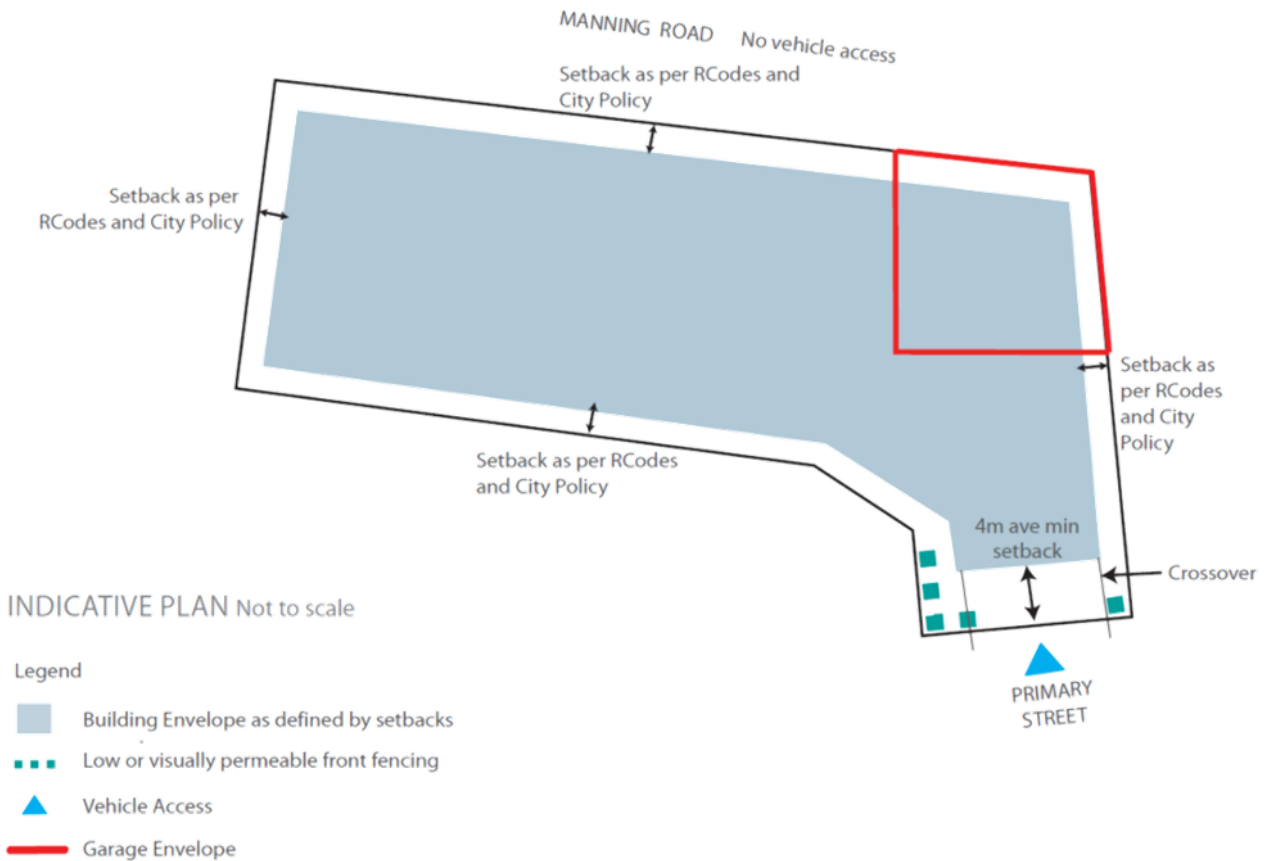 MANNING ROAD No vehicle access
Setback as per RCodes and
City Policy
Setback as per
RCodes and City Policy
Setback as
per RCodes
and City
Policy
Setback as per RCodes
and City Policy
4m ave min
setback
Crossover
PRIMARY
STREET
INDICATIVE PLAN Not to scale
Legend
Building Envelope as defined by setbacks
Low or visually permeable front fencing
Vehicle Access
Garage Envelope